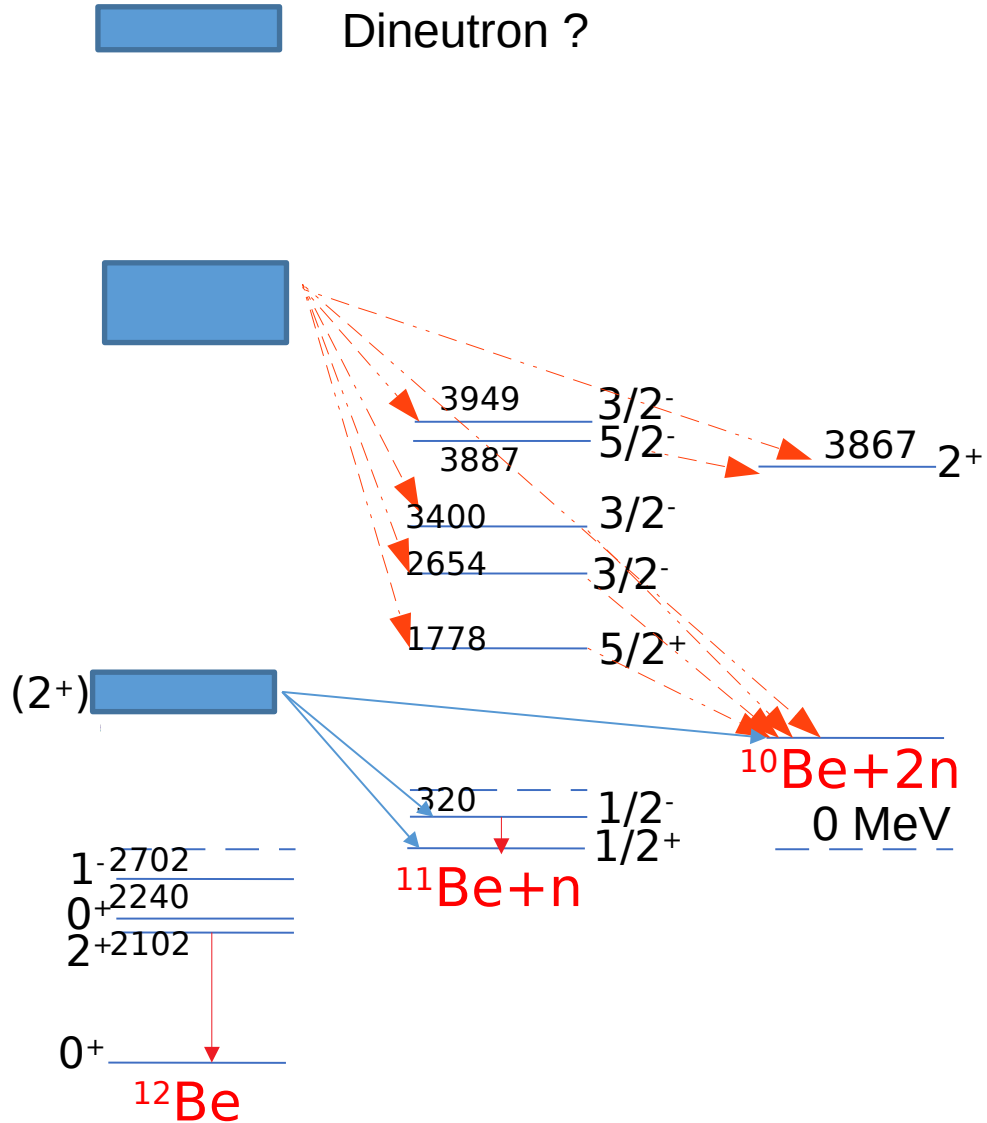 Dineutron ?
3949 3/2⁻
5/2⁻
3887
3867 2⁺
3400 3/2⁻
2654 3/2⁻
1778 5/2⁺
(2⁺)
¹⁰Be+2n
320 1/2⁻
0 MeV
1/2⁺
1⁻ 2702
¹¹Be+n
0⁺ 2240
2⁺ 2102
0⁺
¹²Be